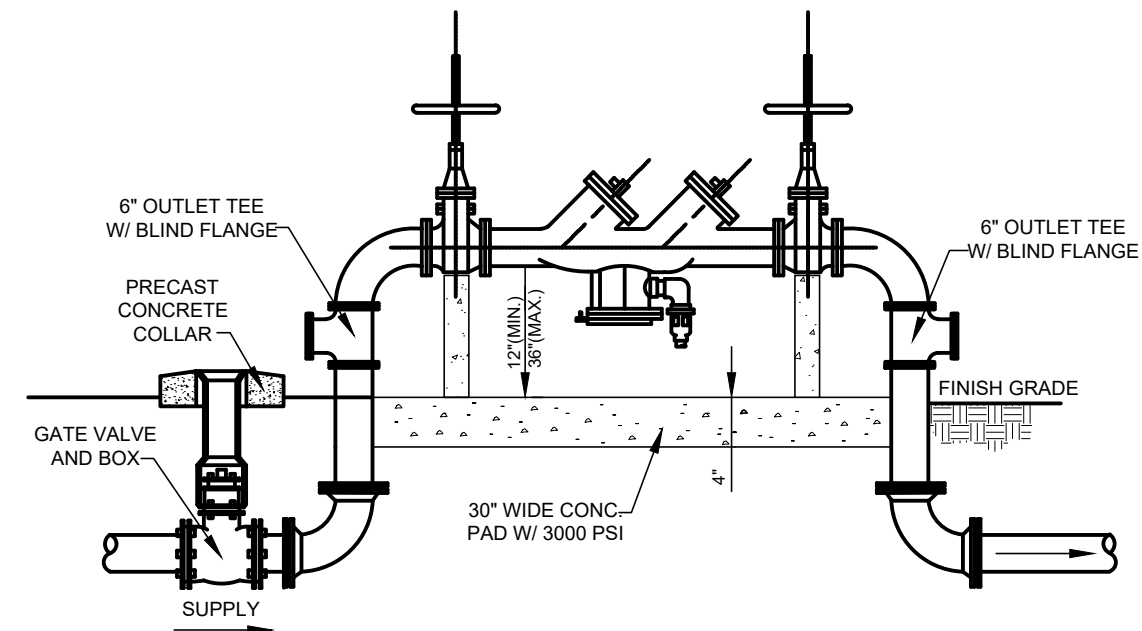 6" OUTLET TEE
W/ BLIND FLANGE
PRECAST
CONCRETE
COLLAR
GATE VALVE
AND BOX
SUPPLY
12"(MIN.)
36"(MAX.)
30" WIDE CONC.
PAD W/ 3000 PSI
4"
6" OUTLET TEE
W/ BLIND FLANGE
FINISH GRADE